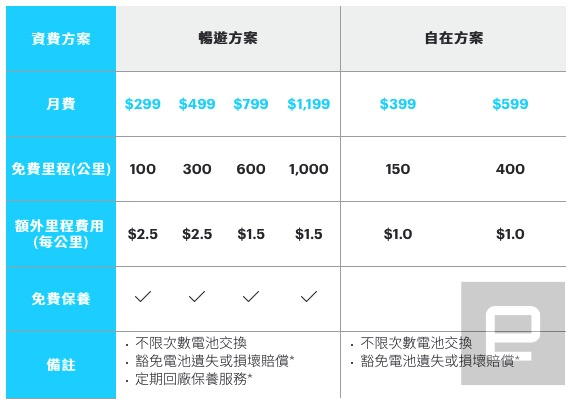 資費方案 暢遊方案 自在方案
月費 $299 $499 $799 $1,199 $399 $599
免費里程(公里) 100 300 600 1,000 150 400
額外里程費用
(每公里) $2.5 $2.5 $1.5 $1.5 $1.0 $1.0
免費保養 ✓ ✓ ✓ ✓
備註
· 不限次數電池交換
· 豁免電池遺失或損壞賠償*
· 定期回廠保養服務*
· 不限次數電池交換
· 豁免電池遺失或損壞賠償*